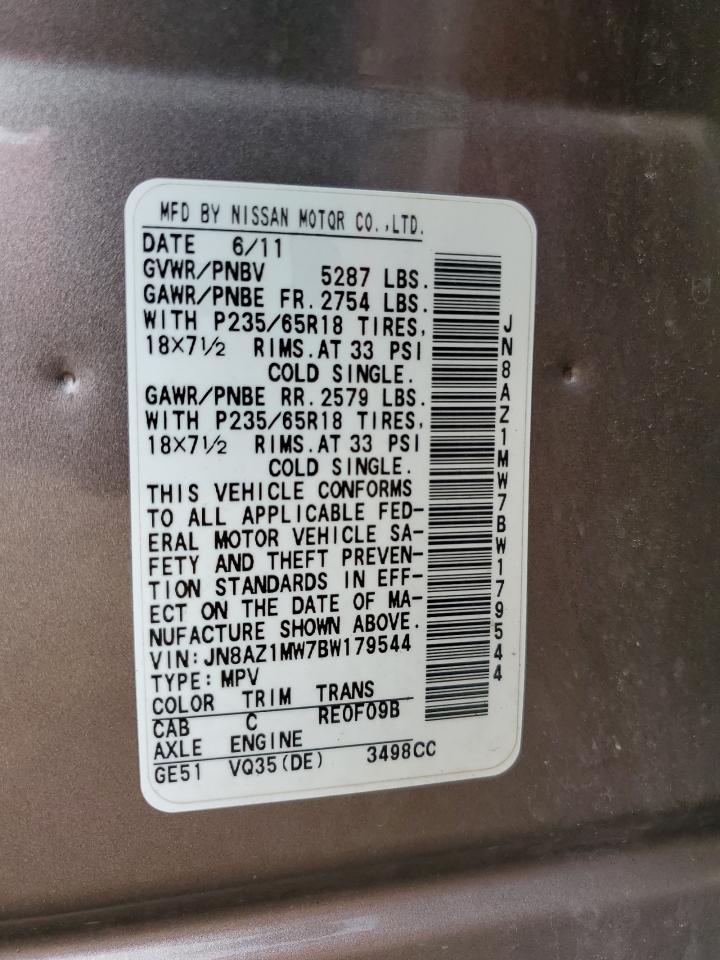 MFD BY NISSAN MOTOR CO.,LTD.
DATE 6/11
GVWR/PNBV 5287 LBS.
GAWR/PNBE FR. 2754 LBS.
WITH P235/65R18 TIRES,
18×7½ RIMS. AT 33 PSI
COLD SINGLE.
GAWR/PNBE RR. 2579 LBS.
WITH P235/65R18 TIRES,
18×7½ RIMS. AT 33 PSI
COLD SINGLE.
THIS VEHICLE CONFORMS
TO ALL APPLICABLE FED-
ERAL MOTOR VEHICLE SA-
FETY AND THEFT PREVEN-
TION STANDARDS IN EFF-
ECT ON THE DATE OF MA-
NUFACTURE SHOWN ABOVE.
VIN: JN8AZ1MW7BW179544
TYPE: MPV
COLOR TRIM TRANS
CAB C RE0F09B
AXLE ENGINE
GE51 VQ35(DE) 3498CC
JN8AZ1MW7BW179544